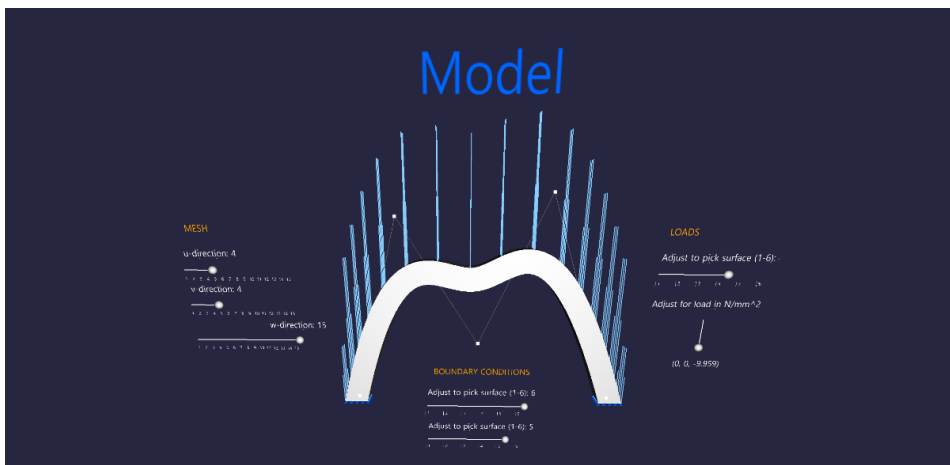 Model
MESH
u-direction: 4
v-direction: 4
w-direction: 15
LOADS
Adjust to pick surface (1-6):
Adjust for load in N/mm^2
(0, 0, -9.959)
BOUNDARY CONDITIONS
Adjust to pick surface (1-6): 6
Adjust to pick surface (1-6): 5